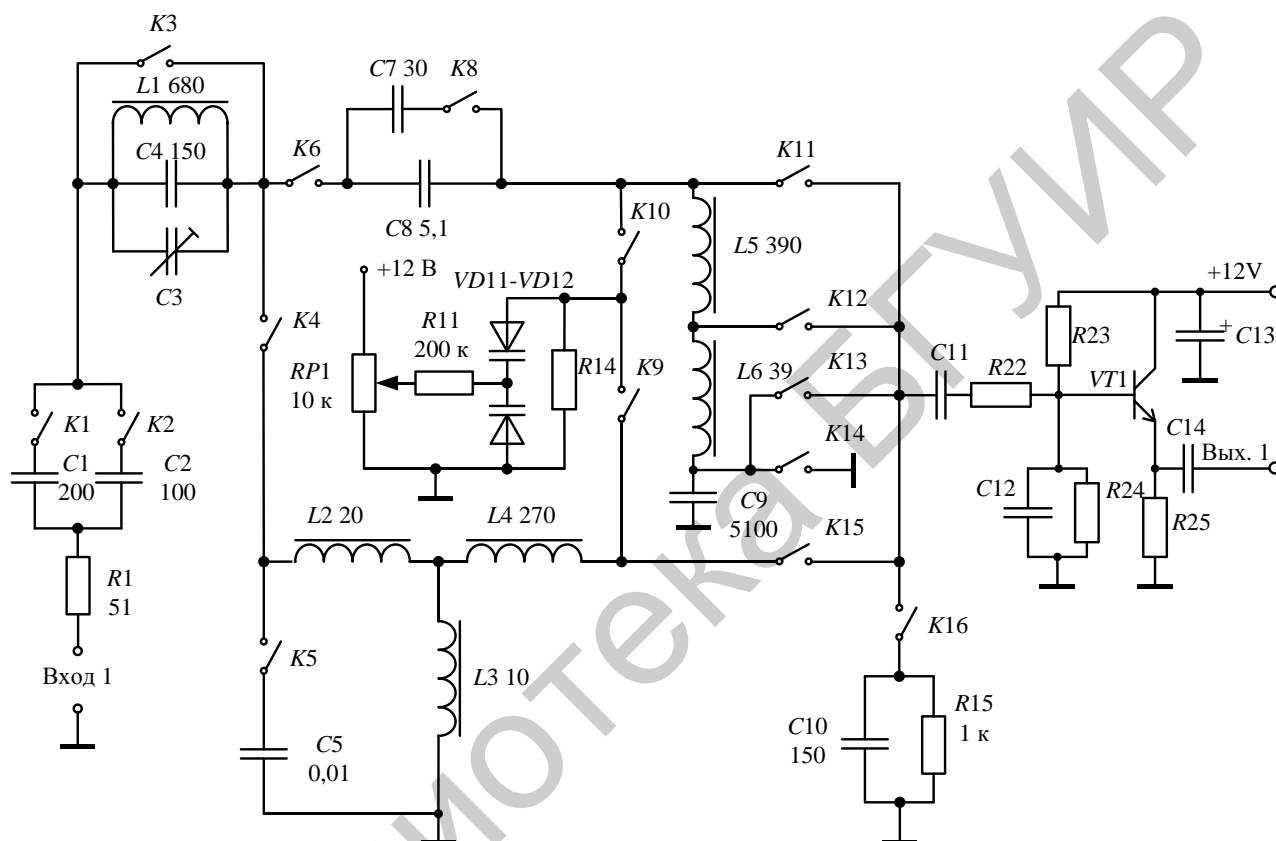 K3
L1 680
C4 150
C3
C7 30
K8
K6
C8 5,1
K11
K10
L5 390
+12 В
VD11-VD12
K12
+12V
K4
R11
200 к
R14
K9
L6 39
K13
C11
R22
R23
+
C13
RP1
10 к
VT1
K1
K2
C1
200
C2
100
K14
C14
Вых. 1
C9
5100
C12
R24
R25
L2 20
L4 270
K15
R1
51
K5
K16
Вход 1
L3 10
C5
0,01
C10
150
R15
1 к
иотека БГУИР